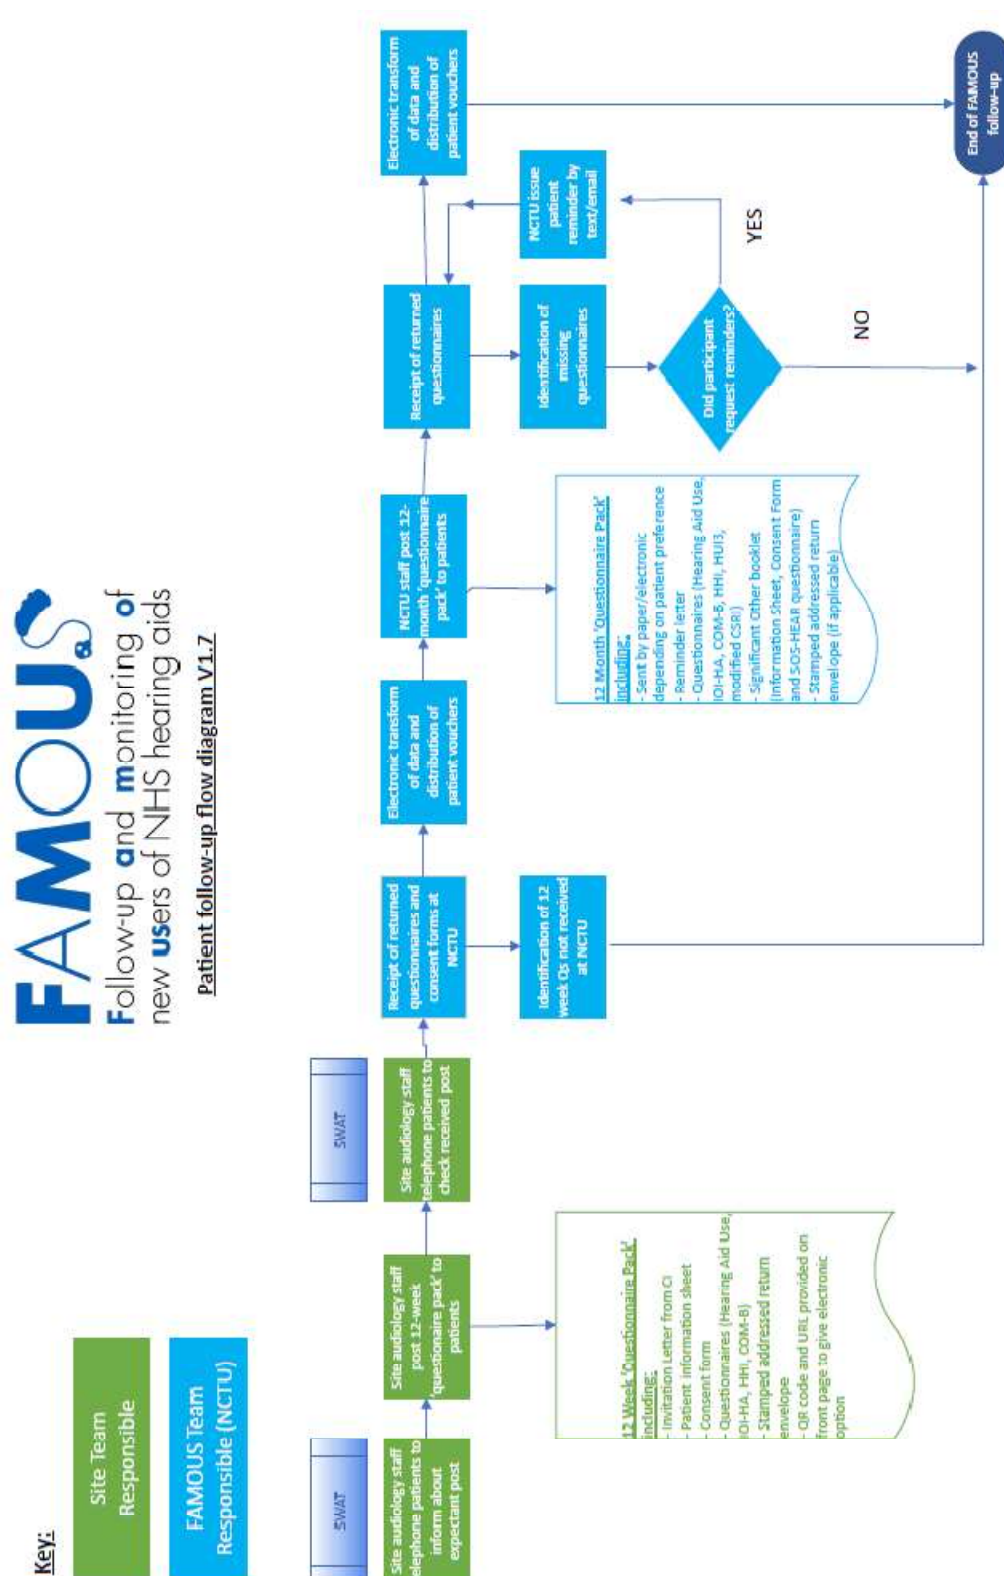 FAMOUS
Follow-up and monitoring of
new users of NHS hearing aids
Patient follow-up flow diagram V1.7
Key:
Site Team
Responsible
FAMOUS Team
Responsible (NCTU)
SWAT
Site audiology staff
telephone patients to
inform about
expectant post
Site audiology staff
post 12-week
'questionaire pack' to
patients
SWAT
Site audiology staff
telephone patients to
check received post
Receipt of returned
questionnaires and
consent forms at
NCTU
Identification of 12
week Qs not received
at NCTU
Electronic transform
of data and
distribution of
patient vouchers
NCTU staff post 12-
month 'questionnaire
pack' to patients
Receipt of returned
questionnaires
Identification of
missing
questionnaires
Did participant
request reminders?
YES
NO
NCTU issue
patient
reminder by
text/email
Electronic transform
of data and
distribution of
patient vouchers
End of FAMOUS
follow-up
12 Week 'Questionnaire Pack'
including:
- Invitation Letter from CI
- Patient information sheet
- Consent form
- Questionnaires (Hearing Aid Use,
IOI-HA, HHI, COM-B)
- Stamped addressed return
envelope
- QR code and URL provided on
front page to give electronic
option
12 Month 'Questionnaire Pack'
including:
- Sent by paper/electronic
depending on patient preference
- Reminder letter
- Questionnaires (Hearing Aid Use,
IOI-HA, COM-B, HHI, HUI3,
modified CSRI)
- Significant Other booklet
(Information Sheet, Consent Form
and SOS-HEAR questionnaire)
- Stamped addressed return
envelope (if applicable)